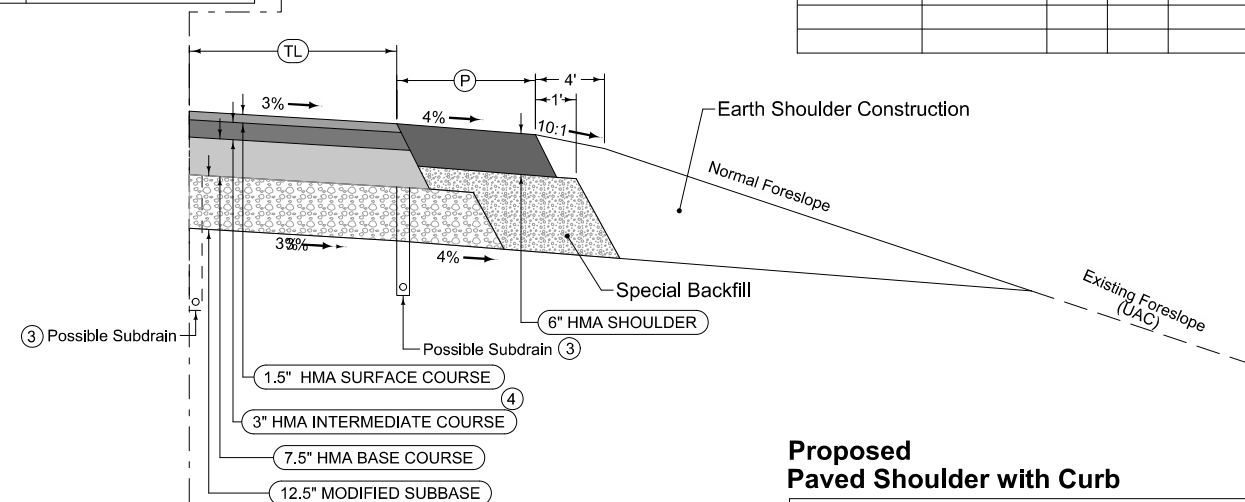 TL
P
4'
1'
3%
4%
10:1
Earth Shoulder Construction
Normal Foreslope
3%
4%
Special Backfill
Existing Foreslope
(UAC)
6" HMA SHOULDER
3 Possible Subdrain
Possible Subdrain 3
1.5" HMA SURFACE COURSE
4
3" HMA INTERMEDIATE COURSE
7.5" HMA BASE COURSE
12.5" MODIFIED SUBBASE
Proposed
Paved Shoulder with Curb